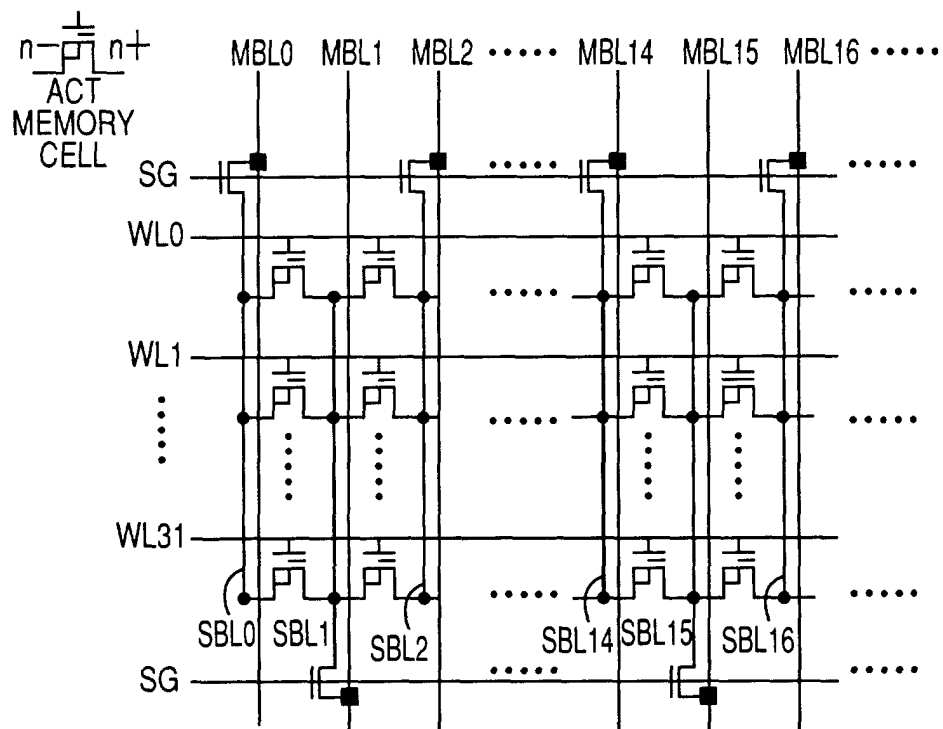 n− n+
ACT
MEMORY
CELL
MBL0 MBL1 MBL2 ..... MBL14 MBL15 MBL16 .....
SG
WL0
WL1
WL31
SBL0 SBL1 SBL2 SBL14 SBL15 SBL16
SG